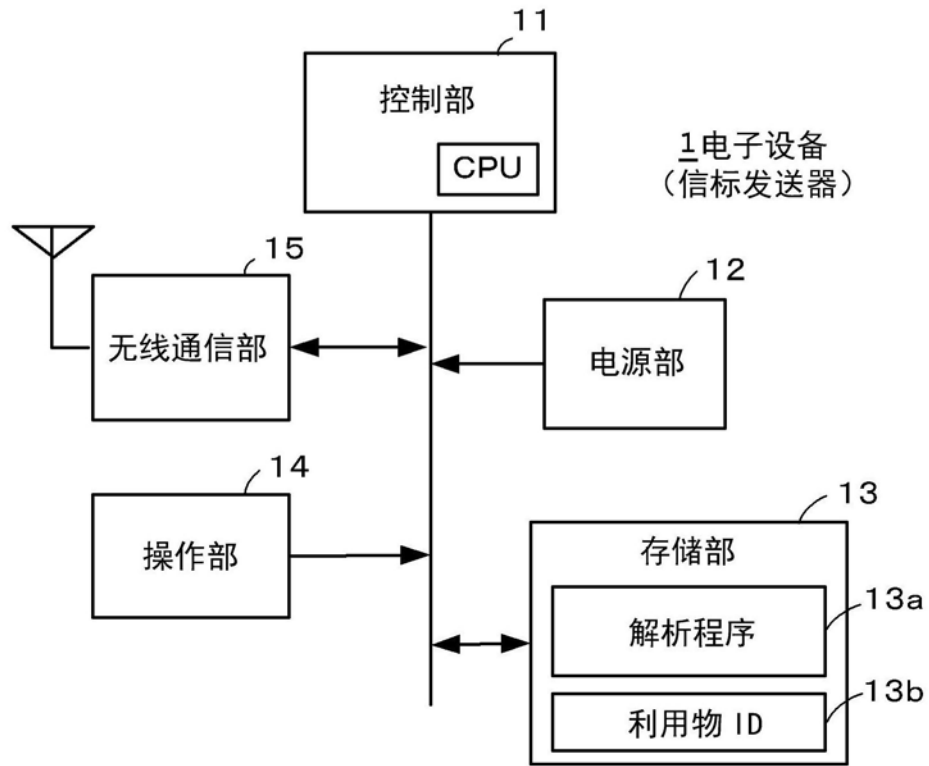 11
控制部
CPU
1电子设备
（信标发送器）
15
无线通信部
12
电源部
14
操作部
13
存储部
13a
解析程序
13b
利用物 ID